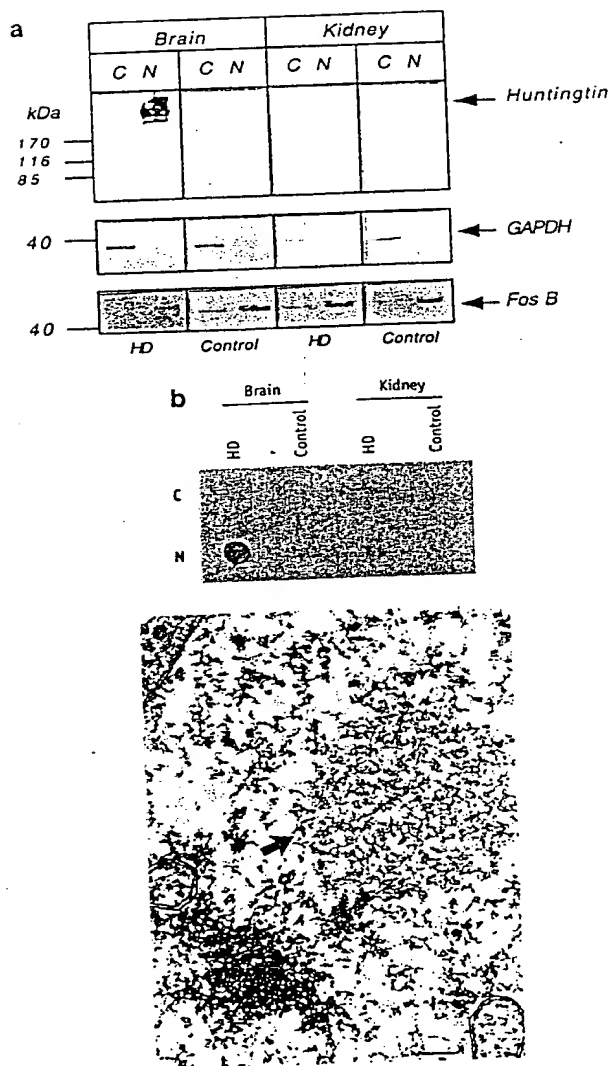 a
Brain Kidney
C N C N C N C N
kDa
Huntingtin
170
116
85
40
GAPDH
Fos B
40
HD Control HD Control
b
Brain Kidney
HD Control HD Control
C
N